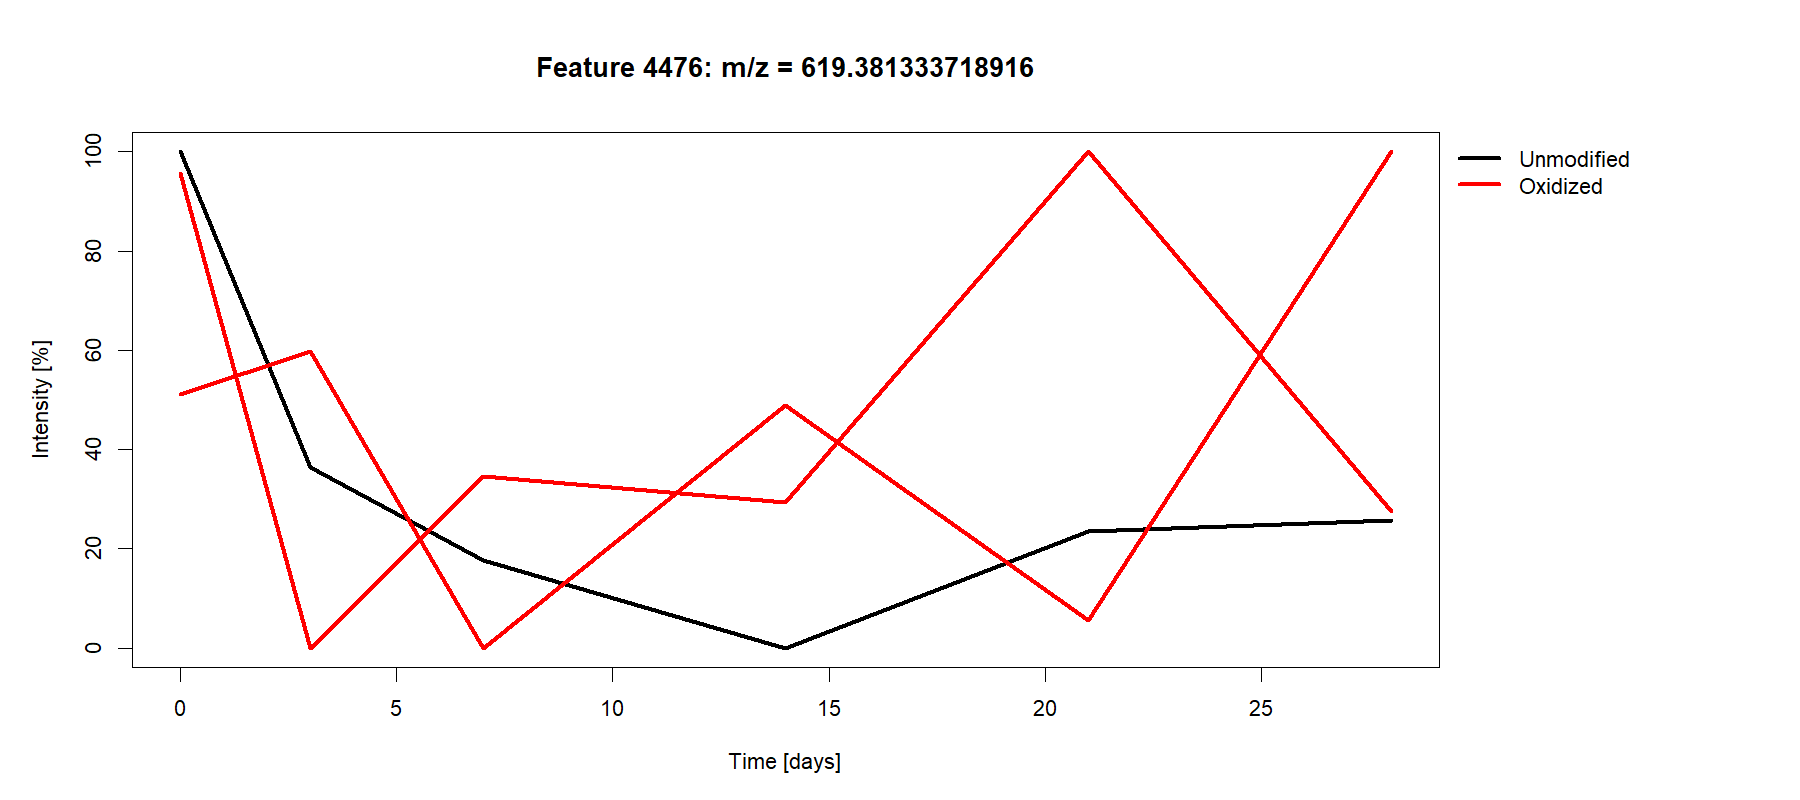 Feature 4476: m/z = 619.381333718916
Unmodified
Oxidized
Intensity [%]
100
80
60
40
20
0
0 5 10 15 20 25
Time [days]